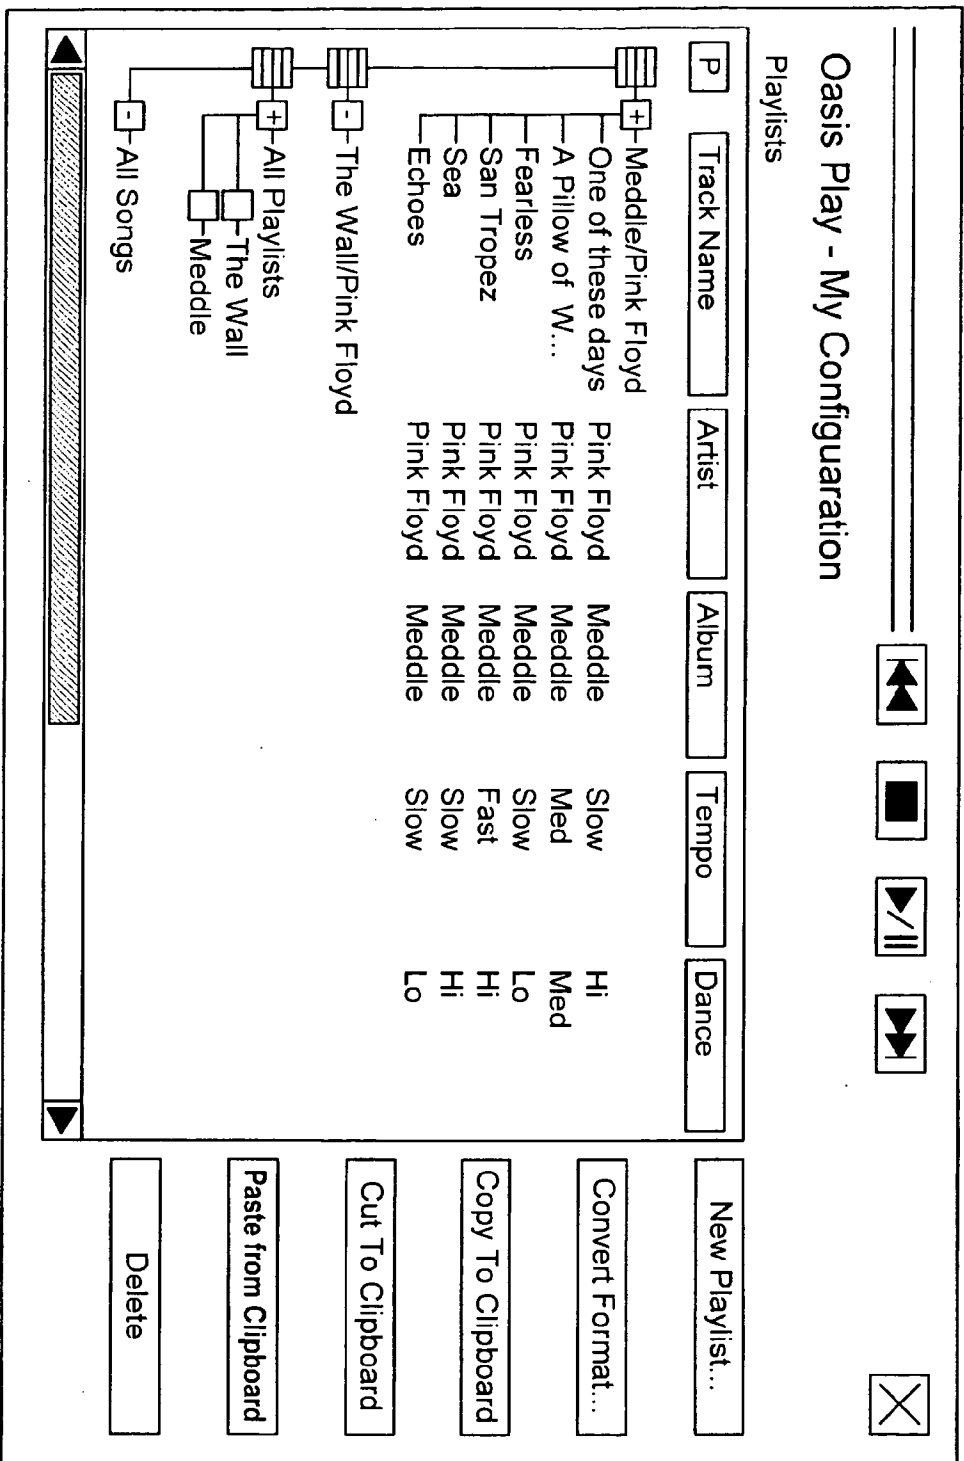 Oasis Play - My Configuaration
Playlists
P Track Name Artist Album Tempo Dance
+ Meddle/Pink Floyd
One of these days Pink Floyd Meddle Slow Hi
A Pillow of W... Pink Floyd Meddle Med Med
Fearless Pink Floyd Meddle Slow Lo
San Tropez Pink Floyd Meddle Fast Hi
Sea Pink Floyd Meddle Slow Hi
Echoes Pink Floyd Meddle Slow Lo
- The Wall/Pink Floyd
+ All Playlists
The Wall
Meddle
- All Songs
New Playlist...
Convert Format...
Copy To Clipboard
Cut To Clipboard
Paste from Clipboard
Delete